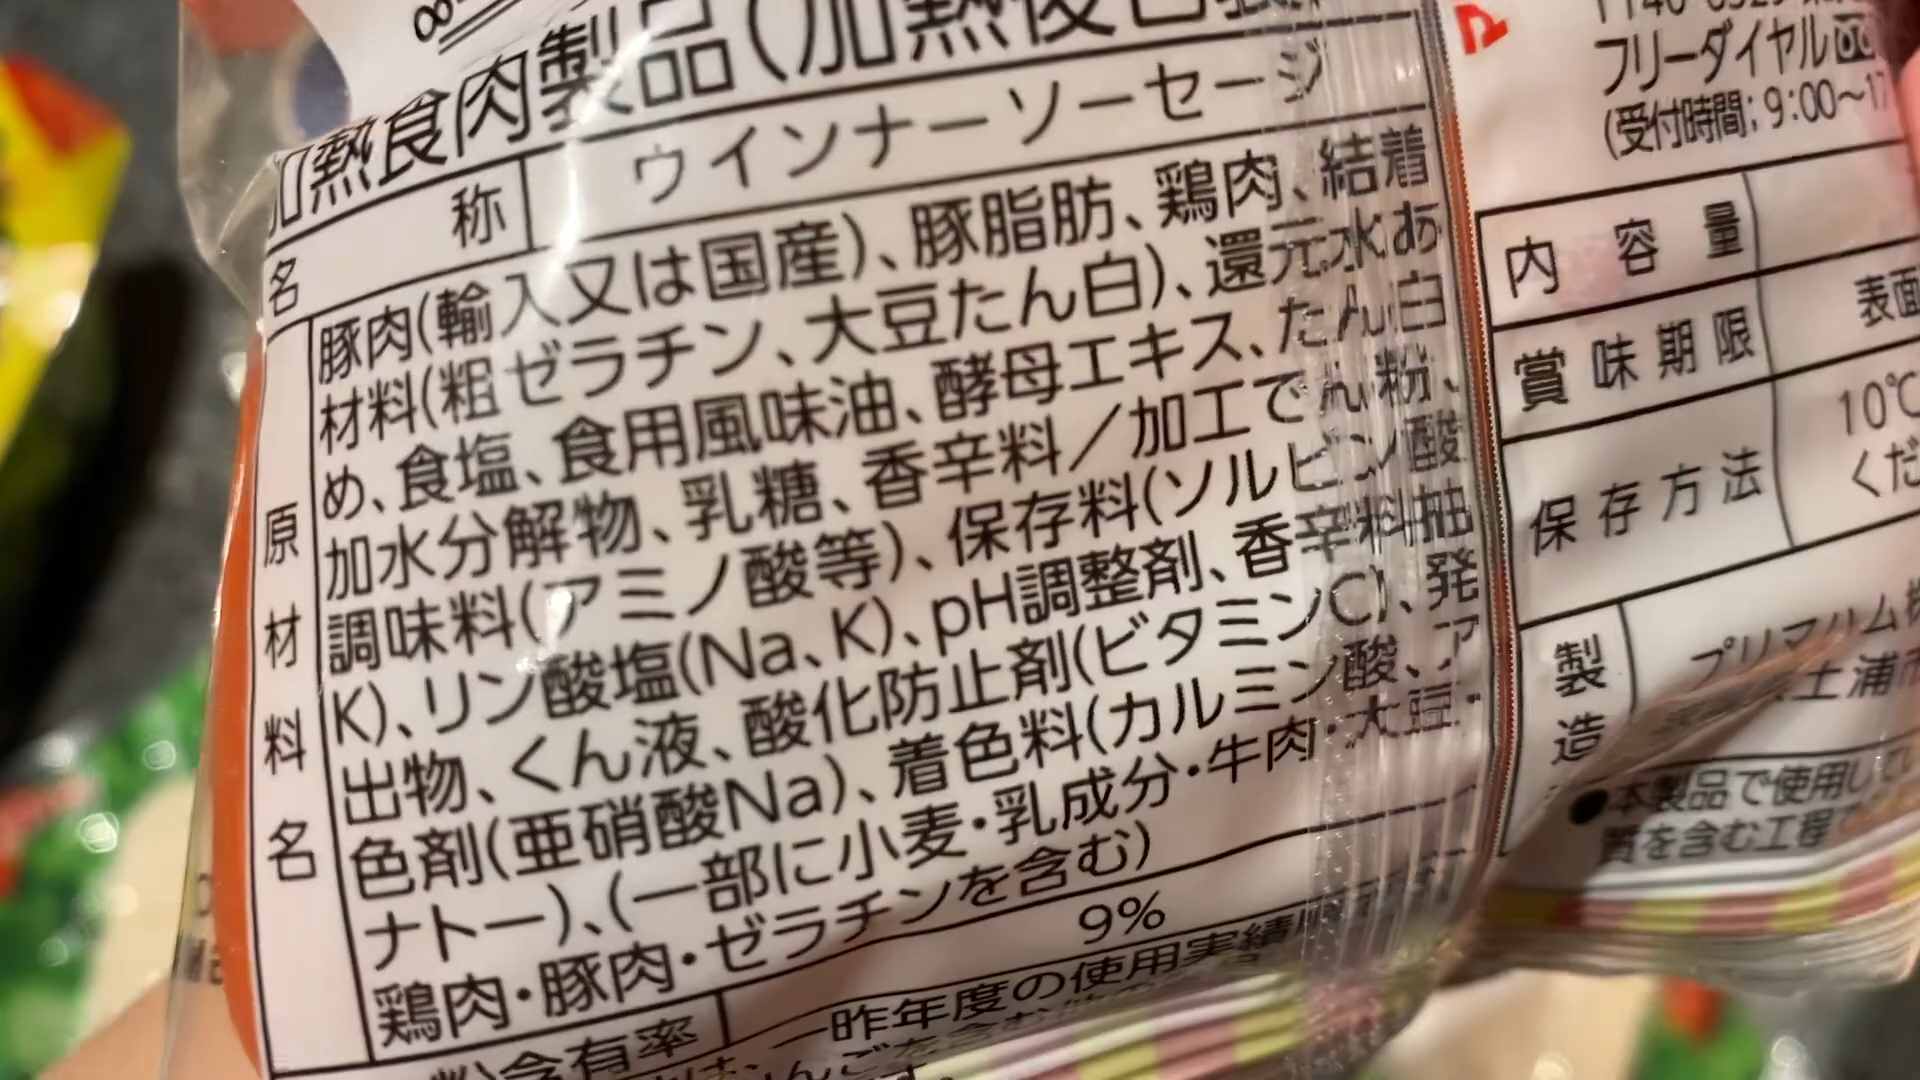 加熱食肉製品(加熱後包装)
名称 ウインナーソーセージ
原材料名
豚肉(輸入又は国産)、豚脂肪、鶏肉、結着
材料(粗ゼラチン、大豆たん白)、還元水あ
め、食塩、食用風味油、酵母エキス、たん白
加水分解物、乳糖、香辛料/加工でん粉、
調味料(アミノ酸等)、保存料(ソルビン酸
K)、リン酸塩(Na、K)、pH調整剤、香辛料抽
出物、くん液、酸化防止剤(ビタミンC)、発
色剤(亜硝酸Na)、着色料(カルミン酸、ア
ナトー)、(一部に小麦・乳成分・牛肉・大豆・
鶏肉・豚肉・ゼラチンを含む)
含有率 9%
一昨年度の使用実績
フリーダイヤル
(受付時間:9:00~17
内容量
賞味期限 表面
保存方法 10℃
くだ
製造 プリマハム株
土浦市
●本製品で使用して
質を含む工程で